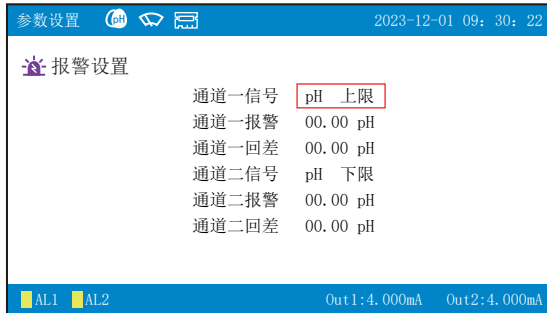 参数设置 pH 2023-12-01 09：30：22
报警设置
通道一信号 pH 上限
通道一报警 00.00 pH
通道一回差 00.00 pH
通道二信号 pH 下限
通道二报警 00.00 pH
通道二回差 00.00 pH
AL1 AL2 Out1:4.000mA Out2:4.000mA